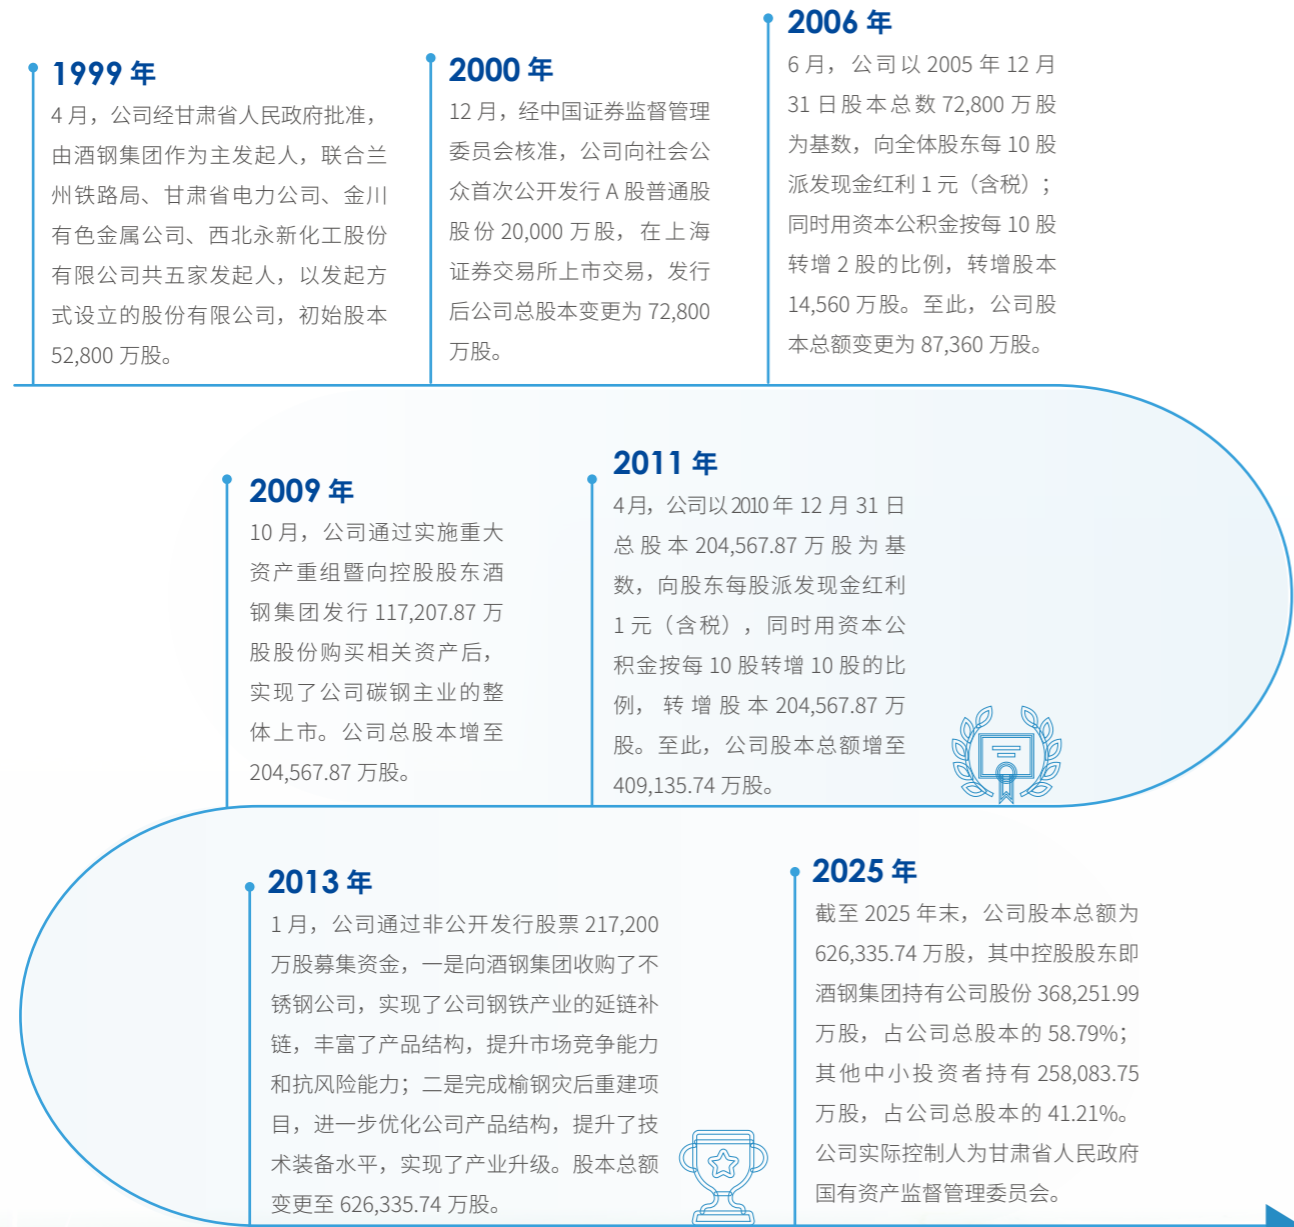 1999 年
4 月，公司经甘肃省人民政府批准，
由酒钢集团作为主发起人，联合兰
州铁路局、甘肃省电力公司、金川
有色金属公司、西北永新化工股份
有限公司共五家发起人，以发起方
式设立的股份有限公司，初始股本
52,800 万股。
2000 年
12 月，经中国证券监督管理
委员会核准，公司向社会公
众首次公开发行 A 股普通股
股份 20,000 万股，在上海
证券交易所上市交易，发行
后公司总股本变更为 72,800
万股。
2006 年
6 月，公司以 2005 年 12 月
31 日股本总数 72,800 万股
为基数，向全体股东每 10 股
派发现金红利 1 元（含税）；
同时用资本公积金按每 10 股
转增 2 股的比例，转增股本
14,560 万股。至此，公司股
本总额变更为 87,360 万股。
2009 年
10 月，公司通过实施重大
资产重组暨向控股股东酒
钢集团发行 117,207.87 万
股股份购买相关资产后，
实现了公司碳钢主业的整
体上市。公司总股本增至
204,567.87 万股。
2011 年
4月，公司以2010 年 12 月 31 日
总股本 204,567.87 万股为基
数，向股东每股派发现金红利
1 元（含税），同时用资本公
积金按每 10 股转增 10 股的比
例，转增股本 204,567.87 万
股。至此，公司股本总额增至
409,135.74 万股。
2013 年
1 月，公司通过非公开发行股票 217,200
万股募集资金，一是向酒钢集团收购了不
锈钢公司，实现了公司钢铁产业的延链补
链，丰富了产品结构，提升市场竞争能力
和抗风险能力；二是完成榆钢灾后重建项
目，进一步优化公司产品结构，提升了技
术装备水平，实现了产业升级。股本总额
变更至 626,335.74 万股。
2025 年
截至 2025 年末，公司股本总额为
626,335.74 万股，其中控股股东即
酒钢集团持有公司股份 368,251.99
万股，占公司总股本的 58.79%；
其他中小投资者持有 258,083.75
万股，占公司总股本的 41.21%。
公司实际控制人为甘肃省人民政府
国有资产监督管理委员会。